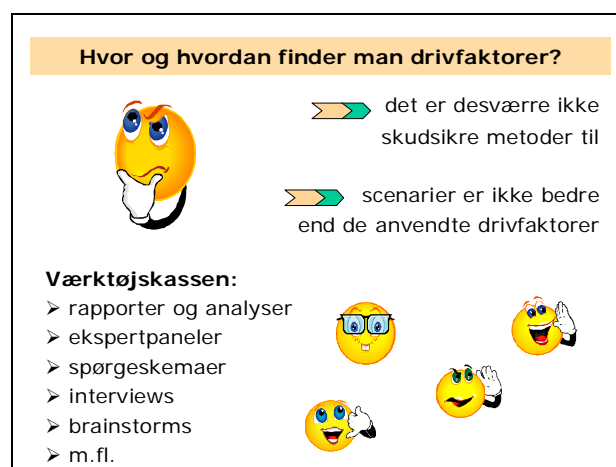 Hvor og hvordan finder man drivfaktorer?
det er desværre ikke
skudsikre metoder til
scenarier er ikke bedre
end de anvendte drivfaktorer
Værktøjskassen:
➢ rapporter og analyser
➢ ekspertpaneler
➢ spørgeskemaer
➢ interviews
➢ brainstorms
➢ m.fl.